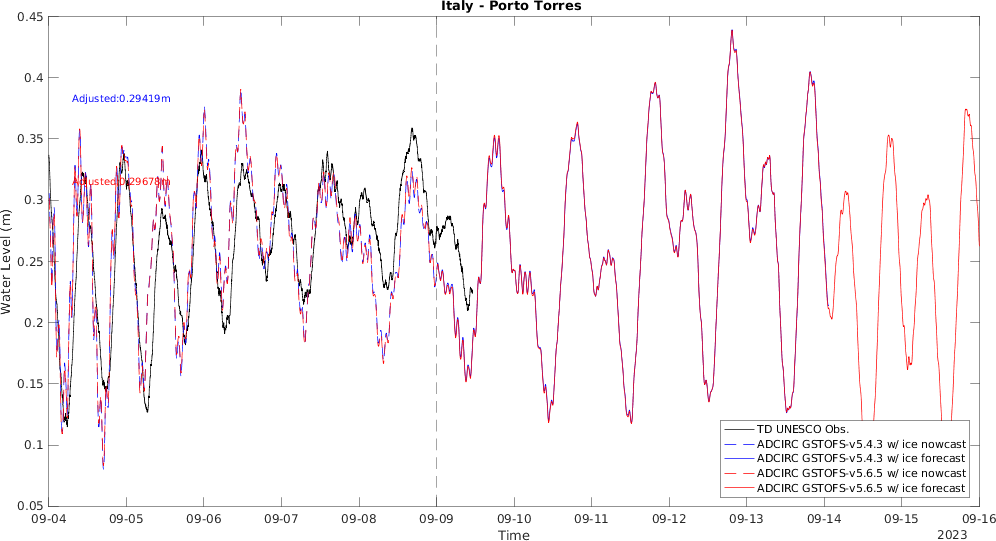 Italy - Porto Torres
0.45
0.4
0.35
0.3
0.25
0.2
0.15
0.1
0.05
Water Level (m)
Adjusted:0.29419m
Adjusted:0.29679m
TD UNESCO Obs.
ADCIRC GSTOFS-v5.4.3 w/ ice nowcast
ADCIRC GSTOFS-v5.4.3 w/ ice forecast
ADCIRC GSTOFS-v5.6.5 w/ ice nowcast
ADCIRC GSTOFS-v5.6.5 w/ ice forecast
09-04 09-05 09-06 09-07 09-08 09-09 09-10 09-11 09-12 09-13 09-14 09-15 09-16
Time
2023